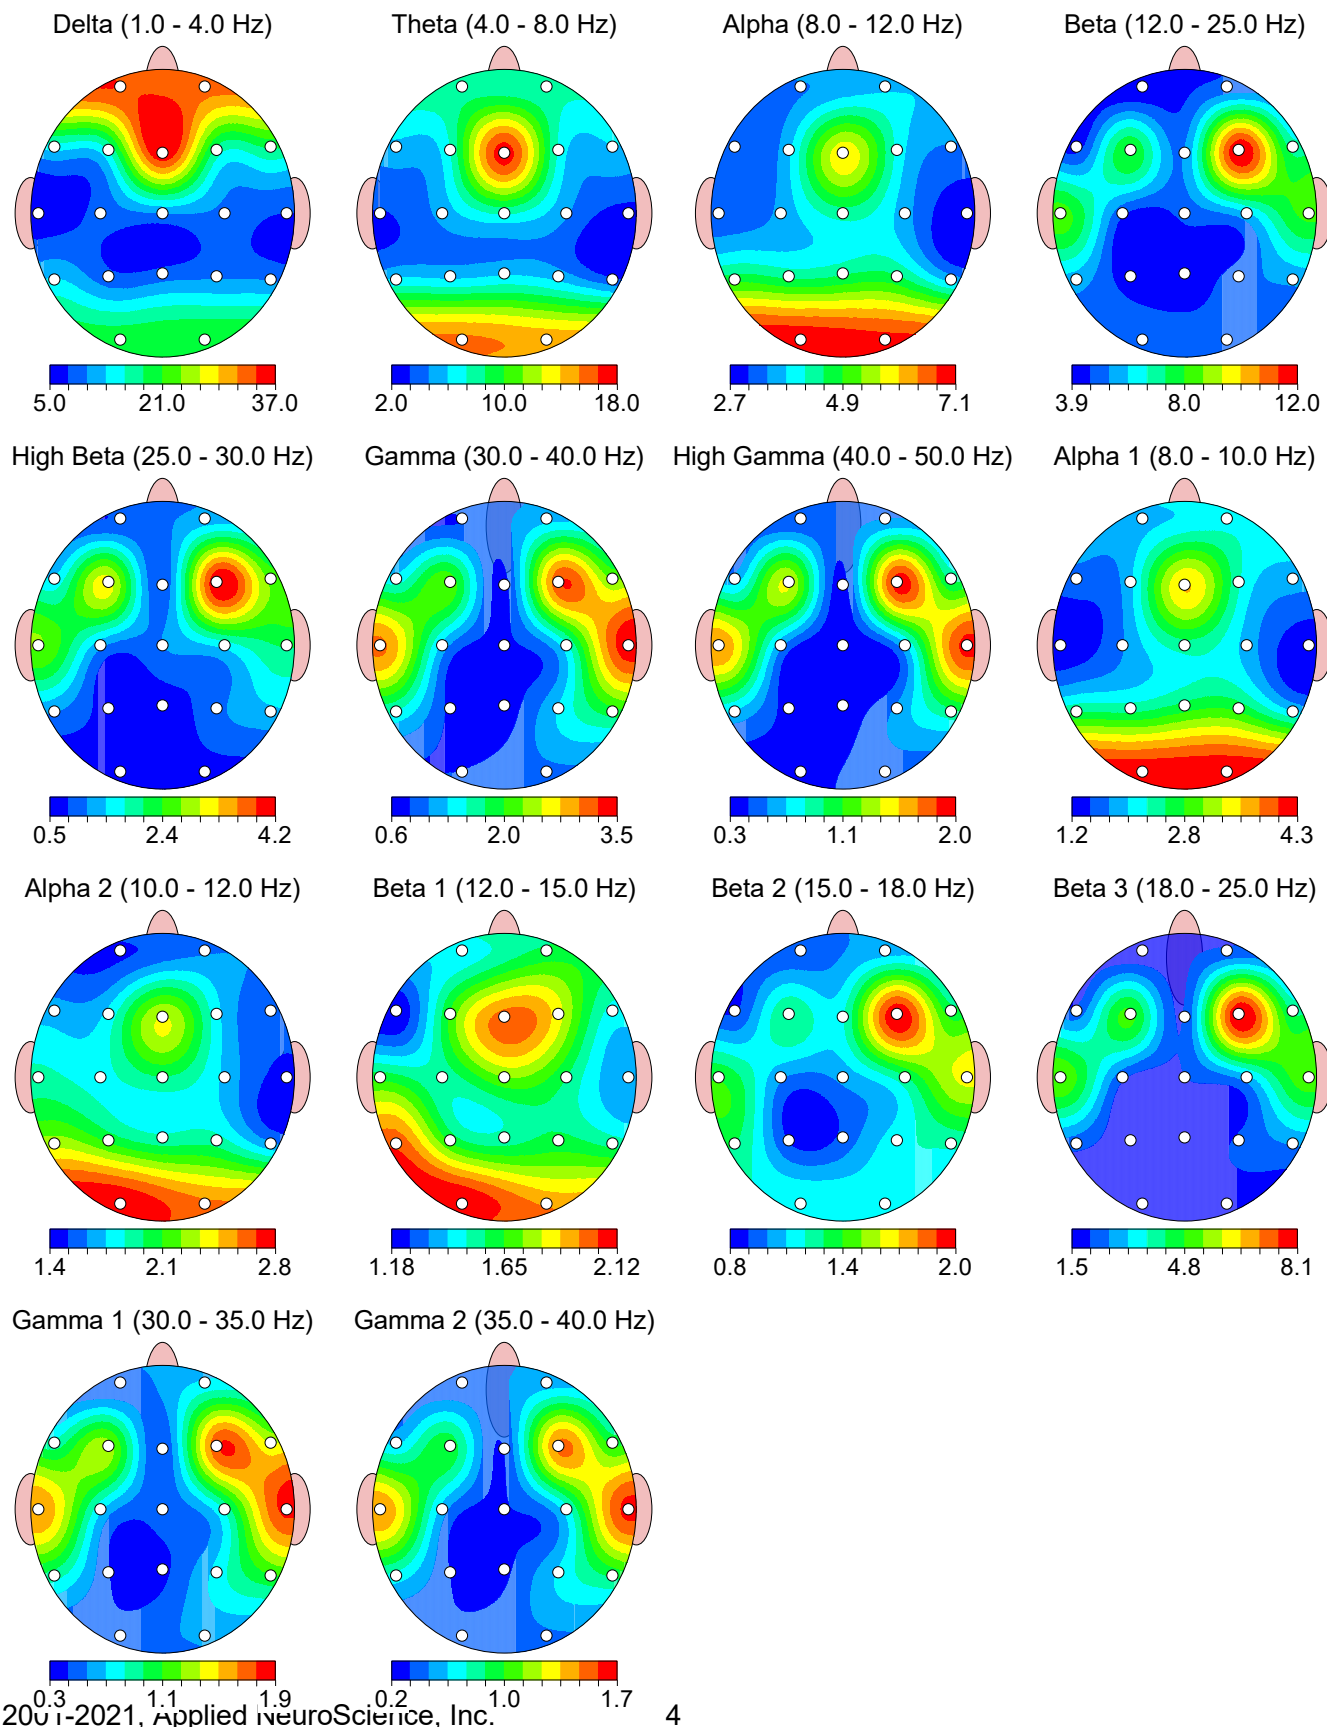 Delta (1.0 - 4.0 Hz) Theta (4.0 - 8.0 Hz) Alpha (8.0 - 12.0 Hz) Beta (12.0 - 25.0 Hz)
5.0 21.0 37.0 2.0 10.0 18.0 2.7 4.9 7.1 3.9 8.0 12.0
High Beta (25.0 - 30.0 Hz) Gamma (30.0 - 40.0 Hz) High Gamma (40.0 - 50.0 Hz) Alpha 1 (8.0 - 10.0 Hz)
0.5 2.4 4.2 0.6 2.0 3.5 0.3 1.1 2.0 1.2 2.8 4.3
Alpha 2 (10.0 - 12.0 Hz) Beta 1 (12.0 - 15.0 Hz) Beta 2 (15.0 - 18.0 Hz) Beta 3 (18.0 - 25.0 Hz)
1.4 2.1 2.8 1.18 1.65 2.12 0.8 1.4 2.0 1.5 4.8 8.1
Gamma 1 (30.0 - 35.0 Hz) Gamma 2 (35.0 - 40.0 Hz)
0.3 1.1 1.9 0.2 1.0 1.7
2001-2021, Applied NeuroScience, Inc. 4